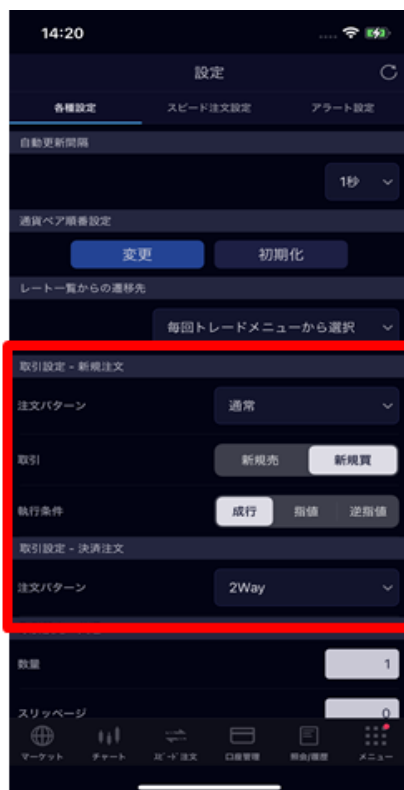 14:20
設定
各種設定 スピード注文設定 アラート設定
自動更新間隔
1秒
通貨ペア順番設定
変更 初期化
レート一覧からの遷移先
毎回トレードメニューから選択
取引設定 - 新規注文
注文パターン 通常
取引 新規売 新規買
執行条件 成行 指値 逆指値
取引設定 - 決済注文
注文パターン 2Way
数量 1
スリッページ 0
マーケット チャート スピード注文 口座管理 照会/履歴 メニュー